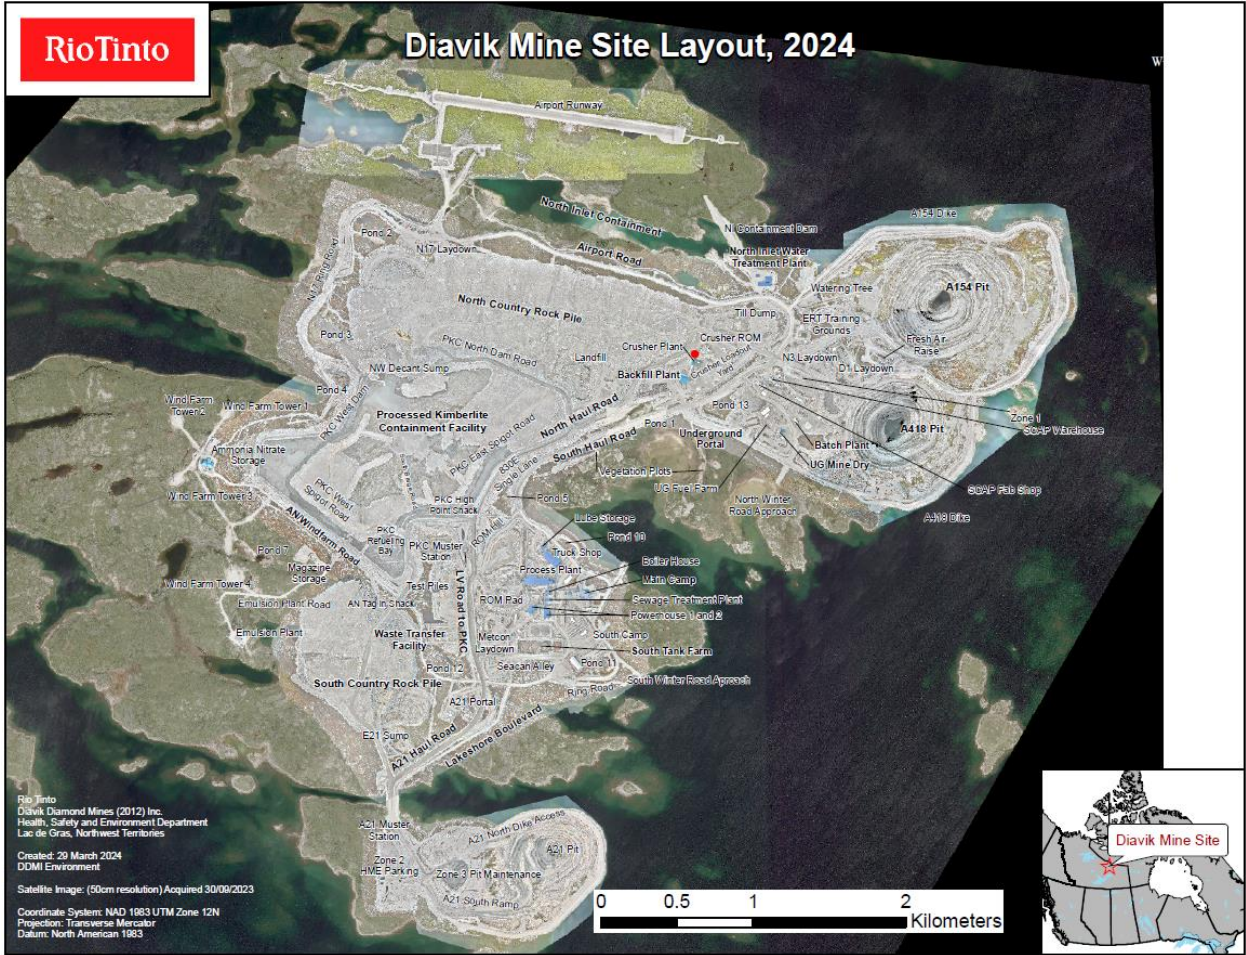 RioTinto
Diavik Mine Site Layout, 2024
W
Airport Runway
North Inlet Containment
A154 Dike
Pond 2
N17 Laydown
Airport Road
NI Containment Dam
North Inlet Water
Treatment Plant
N17 Ring Road
Watering Tree
A154 Pit
North Country Rock Pile
Till Dump
ERT Training
Grounds
Pond 3
PKC North Dam Road
Crusher ROM
Crusher Plant
Fresh Air
Raise
Landfill
N3 Laydown
D1 Laydown
NW Decant Sump
Backfill Plant
Crusher Loadout
Yard
Pond 4
Wind Farm
Tower 2
Wind Farm Tower 1
PKC West Dam
Processed Kimberlite
Containment Facility
North Haul Road
Pond 13
Zone 1
SCAP Warehouse
PKC East Spigot Road
South Haul Road
Pond 1
Underground
Portal
A418 Pit
Batch Plant
UG Mine Dry
Ammonia Nitrate
Storage
830E
Single Lane
Vegetation Plots
UG Fuel Farm
SCAP Fab Shop
Wind Farm Tower 3
PKC West
Spigot Road
PKC High
Point Shack
Pond 5
North Winter
Road Approach
A418 Dike
AN/Windfarm Road
Lube Storage
PKC
Refueling
Bay
ROM Hill
Pond 10
Pond 7
PKC Muster
Station
Truck Shop
Boiler House
Magazine
Storage
Process Plant
Main Camp
Wind Farm Tower 4
Test Piles
LV Road to PKC
ROM Pad
Sewage Treatment Plant
Emulsion Plant Road
AN Tag in Shack
Powerhouse 1 and 2
Emulsion Plant
Waste Transfer
Facility
Metcon
Laydown
South Camp
South Tank Farm
Pond 12
Seacan Alley
Pond 11
South Country Rock Pile
South Winter Road Aproach
Ring Road
A21 Portal
E21 Sump
A21 Haul Road
Lakeshore Boulevard
A21 Muster
Station
A21 North Dike Access
A21 Pit
Zone 2
HME Parking
Zone 3 Pit Maintenance
A21 South Ramp
Rio Tinto
Diavik Diamond Mines (2012) Inc.
Health, Safety and Environment Department
Lac de Gras, Northwest Territories
Created: 29 March 2024
DDMI Environment
Satellite Image: (50cm resolution) Acquired 30/09/2023
Coordinate System: NAD 1983 UTM Zone 12N
Projection: Transverse Mercator
Datum: North American 1983
0 0.5 1 2
Kilometers
Diavik Mine Site